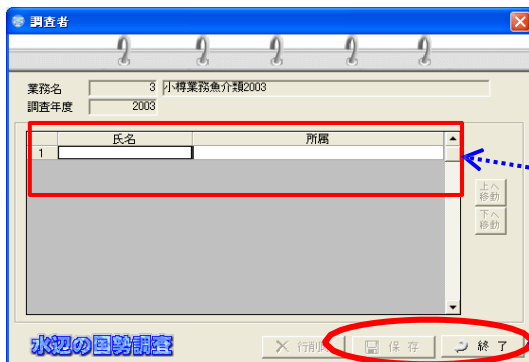 調査者
業務名 3 小樽業務魚介類2003
調査年度 2003
氏名 所属
1
上へ
移動
下へ
移動
水辺の国勢調査 行削 保存 終了